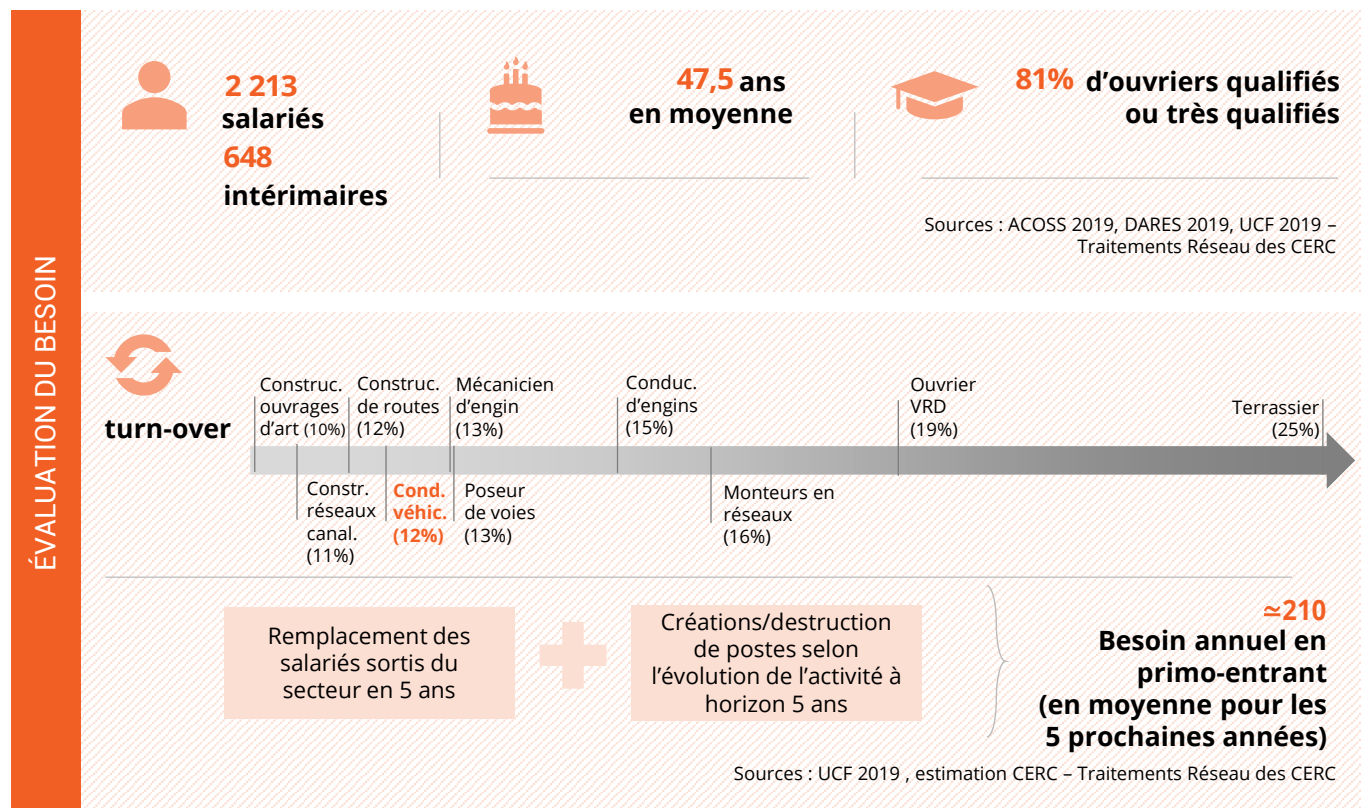 ÉVALUATION DU BESOIN
2 213
salariés
648
intérimaires
47,5 ans
en moyenne
81% d'ouvriers qualifiés
ou très qualifiés
Sources : ACOSS 2019, DARES 2019, UCF 2019 –
Traitements Réseau des CERC
turn-over
Construc.
ouvrages
d'art (10%)
Construc.
de routes
(12%)
Mécanicien
d'engin
(13%)
Conduc.
d'engins
(15%)
Ouvrier
VRD
(19%)
Terrassier
(25%)
Constr.
réseaux
canal.
(11%)
Cond.
véhic.
(12%)
Poseur
de voies
(13%)
Monteurs en
réseaux
(16%)
Remplacement des
salariés sortis du
secteur en 5 ans
Créations/destruction
de postes selon
l'évolution de l'activité à
horizon 5 ans
≃210
Besoin annuel en
primo-entrant
(en moyenne pour les
5 prochaines années)
Sources : UCF 2019 , estimation CERC – Traitements Réseau des CERC